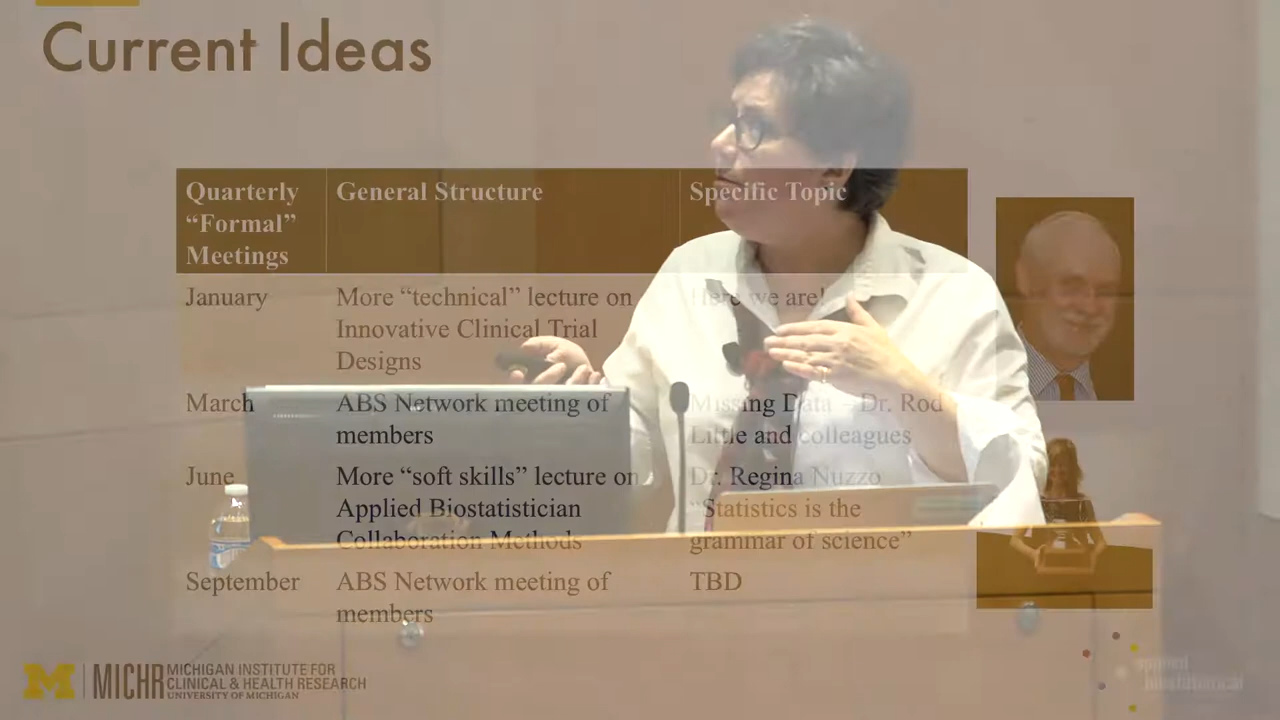 Current Ideas
Quarterly
“Formal”
Meetings
General Structure
Specific Topic
January
More “technical” lecture on
Innovative Clinical Trial
Designs
Here we are!
March
ABS Network meeting of
members
Missing Data – Dr. Rod
Little and colleagues
June
More “soft skills” lecture on
Applied Biostatistician
Collaboration Methods
Dr. Regina Nuzzo
“Statistics is the
grammar of science”
September
ABS Network meeting of
members
TBD
M
MICHR
MICHIGAN INSTITUTE FOR
CLINICAL & HEALTH RESEARCH
UNIVERSITY OF MICHIGAN
applied
biostatistical